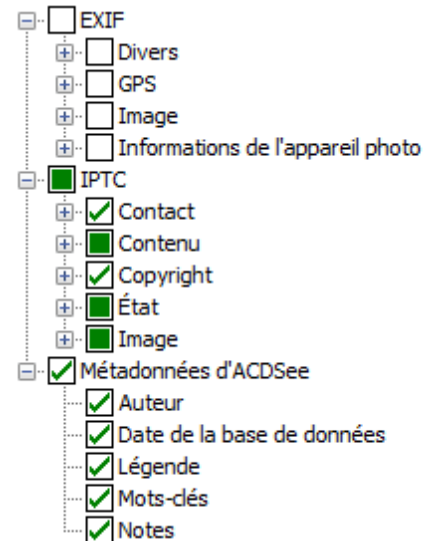 EXIF
Divers
GPS
Image
Informations de l'appareil photo
IPTC
Contact
Contenu
Copyright
État
Image
Métadonnées d'ACDSee
Auteur
Date de la base de données
Légende
Mots-clés
Notes